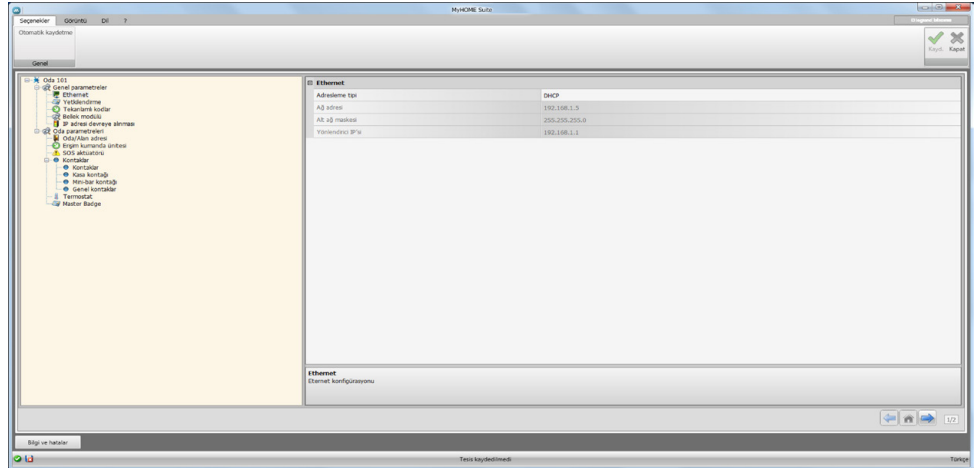 MyHOME Suite
Seçenekler Görüntü Dil ?
Otomatik kaydetme
Genel
Kaydı Kapat
Oda 101
Genel parametreler
Ethernet
Yetkilendirme
Tekanlamlı kodlar
Bellek modülü
IP adresi devreye alınması
Oda parametreleri
Oda/Alan adresi
Erişim kumanda ünitesi
SOS aktüatörü
Kontaklar
Kontaklar
Kasa kontağı
Mini-bar kontağı
Genel kontaklar
Termostat
Master Badge
Ethernet
Adresleme tipi DHCP
Ağ adresi 192.168.1.5
Alt ağ maskesi 255.255.255.0
Yönlendirici IP'si 192.168.1.1
Ethernet
Eternet konfigürasyonu
1/2
Bilgi ve hatalar
Tesis kaydedilmedi Türkçe